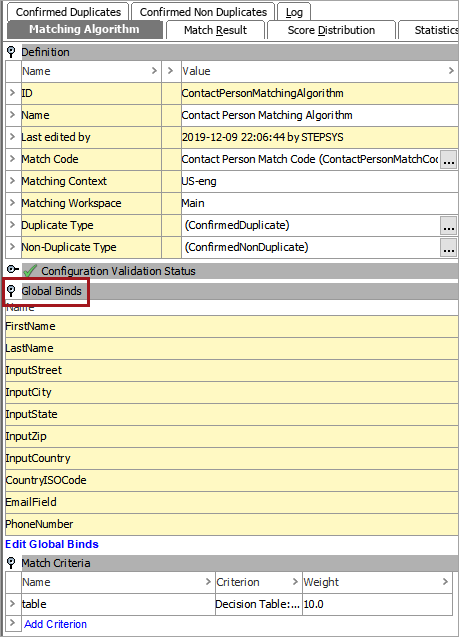 Confirmed Duplicates Confirmed Non Duplicates Log
Matching Algorithm Match Result Score Distribution Statistics
Definition
Name > > Value >
> ID ContactPersonMatchingAlgorithm
> Name Contact Person Matching Algorithm
> Last edited by 2019-12-09 22:06:44 by STEPSYS
> Match Code Contact Person Match Code (ContactPersonMatchCod ...
> Matching Context US-eng
> Matching Workspace Main
> Duplicate Type (ConfirmedDuplicate) ...
> Non-Duplicate Type (ConfirmedNonDuplicate) ...
Configuration Validation Status
Global Binds
Name
FirstName
LastName
InputStreet
InputCity
InputState
InputZip
InputCountry
CountryISOCode
EmailField
PhoneNumber
Edit Global Binds
Match Criteria
Name > Criterion > Weight >
> table Decision Table:... 10.0
> Add Criterion